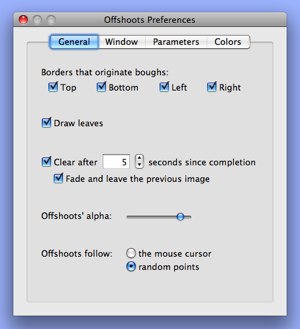 Offshoots Preferences
General Window Parameters Colors
Borders that originate boughs:
Top Bottom Left Right
Draw leaves
Clear after 5 seconds since completion
Fade and leave the previous image
Offshoots' alpha:
Offshoots follow: the mouse cursor
random points